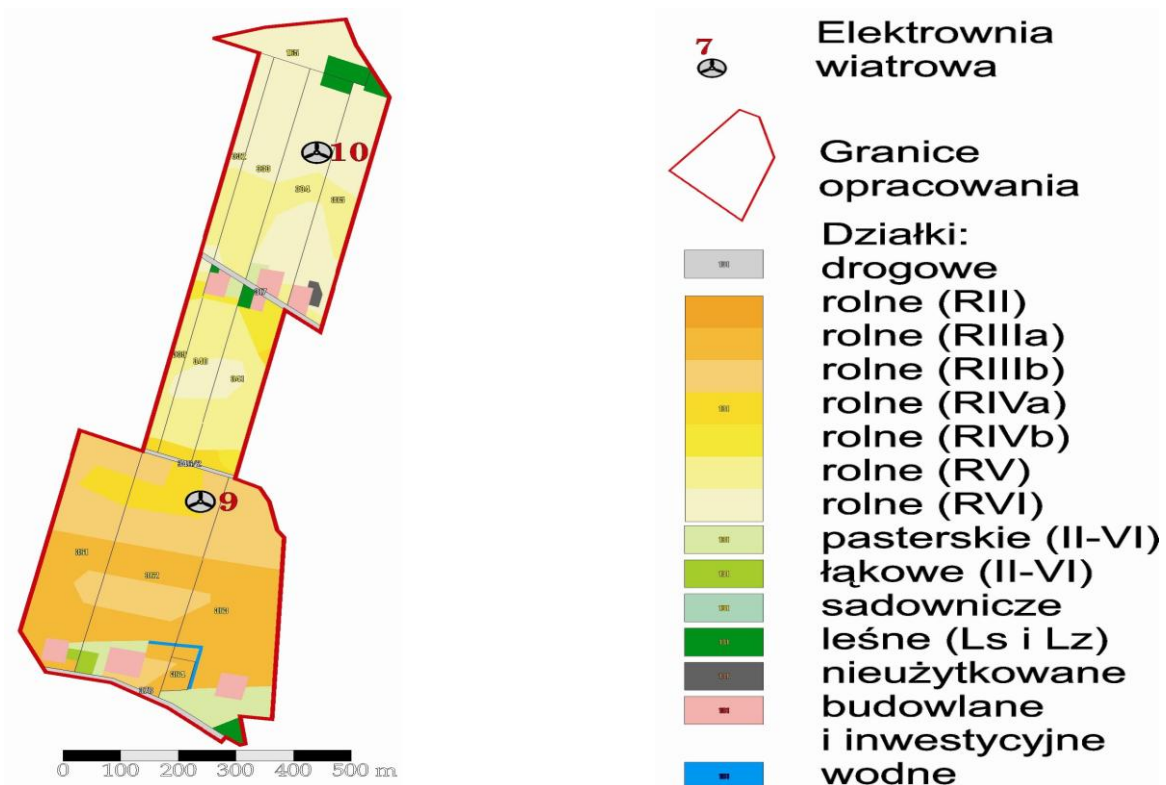 10
9
0 100 200 300 400 500 m
7
Elektrownia
wiatrowa
Granice
opracowania
Działki:
drogowe
rolne (RII)
rolne (RIIIa)
rolne (RIIIb)
rolne (RIVa)
rolne (RIVb)
rolne (RV)
rolne (RVI)
pasterskie (II-VI)
łąkowe (II-VI)
sadownicze
leśne (Ls i Lz)
nieużytkowane
budowlane
i inwestycyjne
wodne